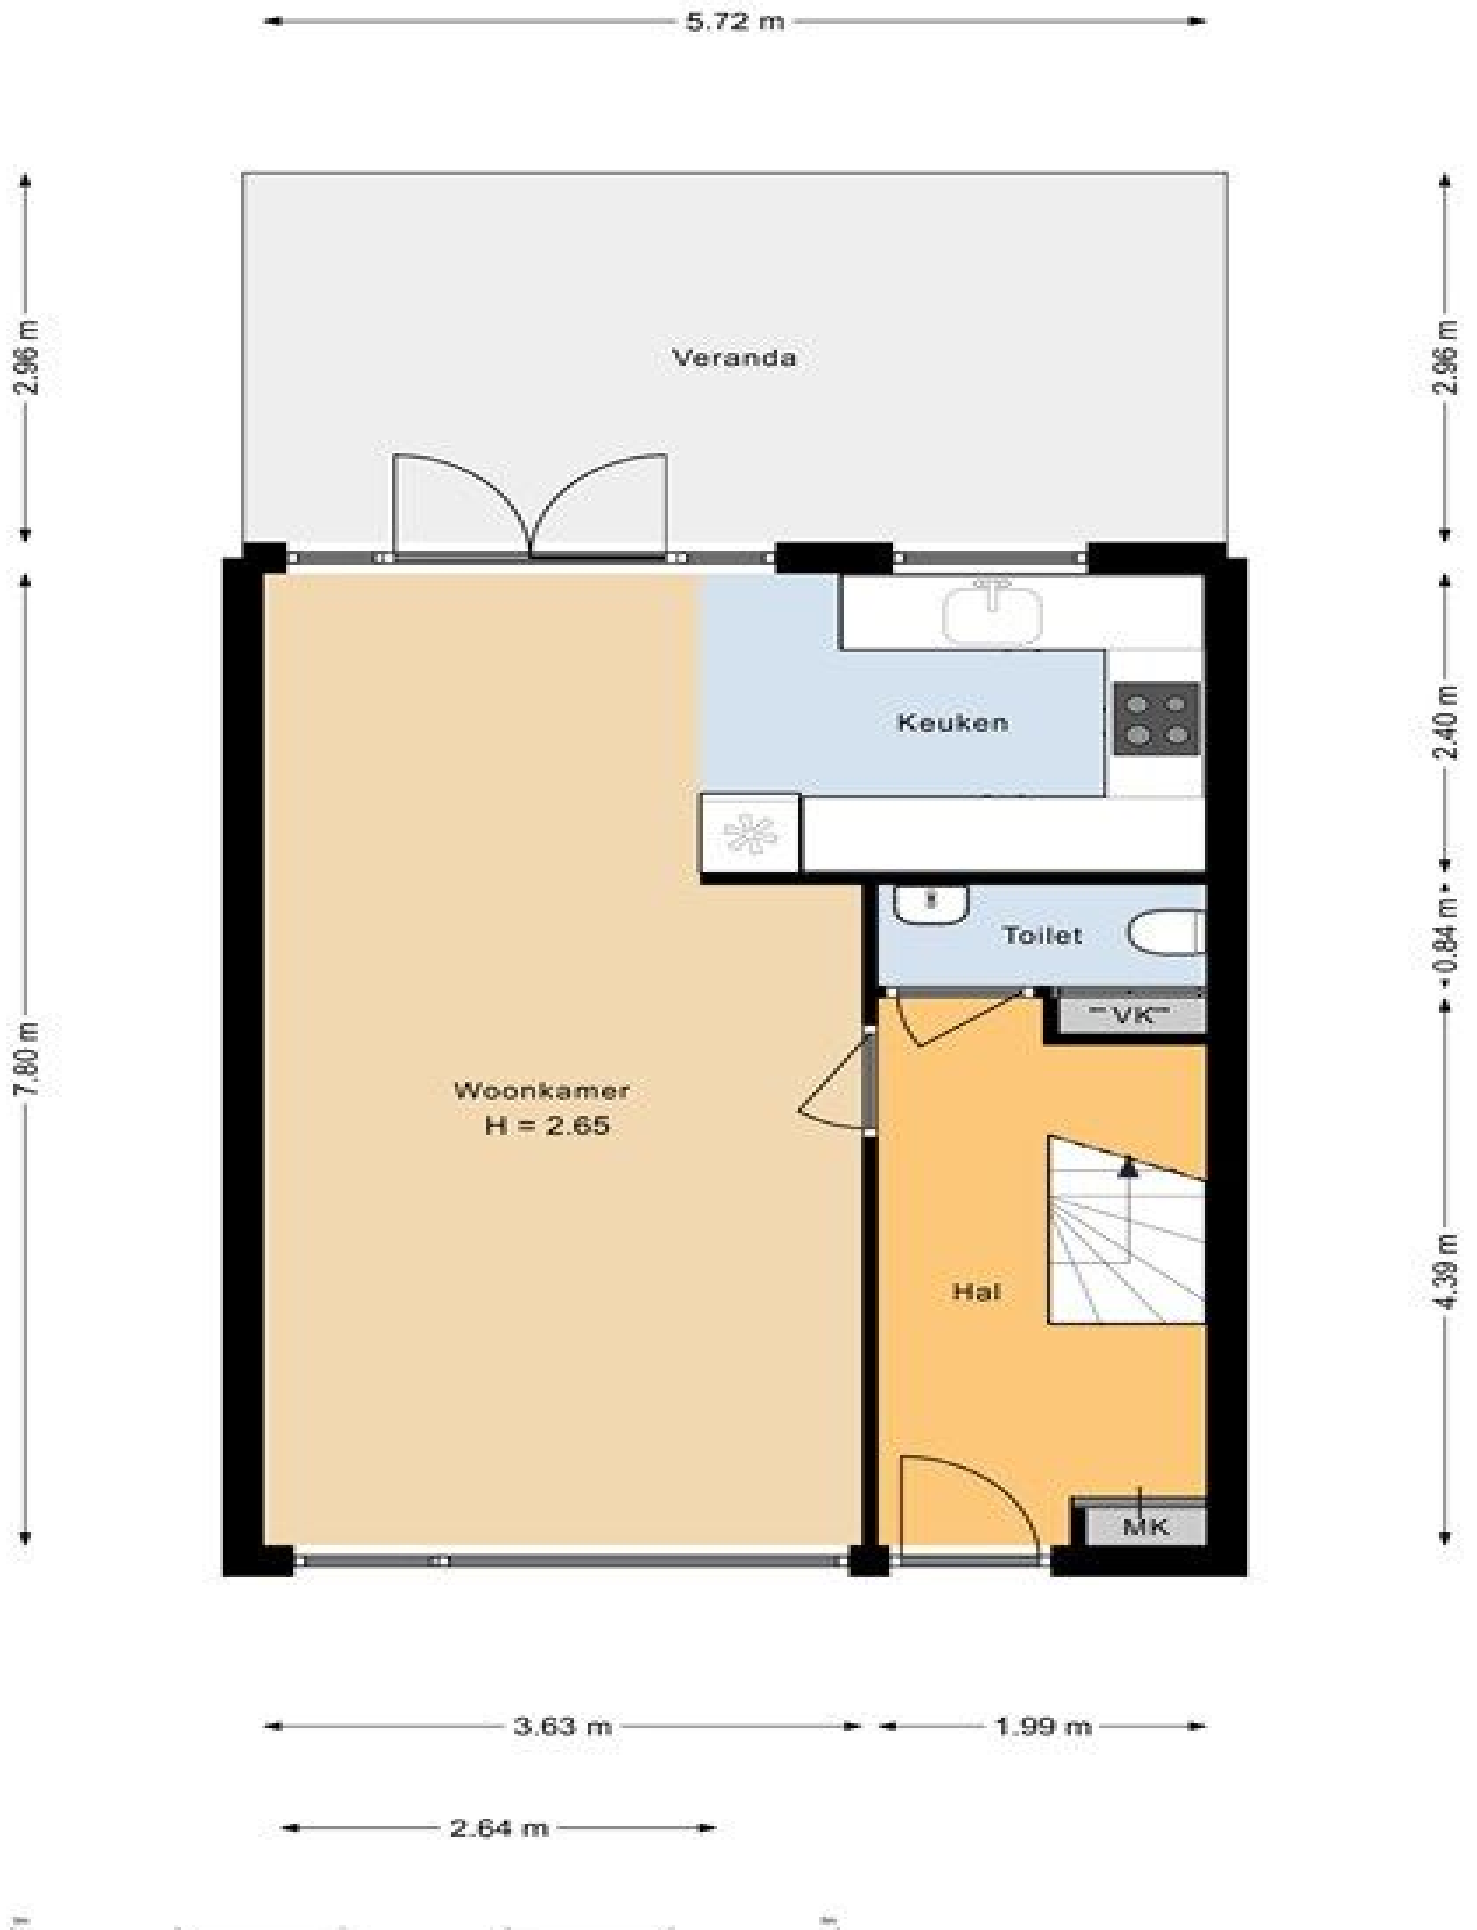 5.72 m
2.96 m
2.96 m
Veranda
Keuken
2.40 m
Toilet
0.84 m
VK
7.80 m
Woonkamer
H = 2.65
Hal
4.39 m
MK
3.63 m
1.99 m
2.64 m